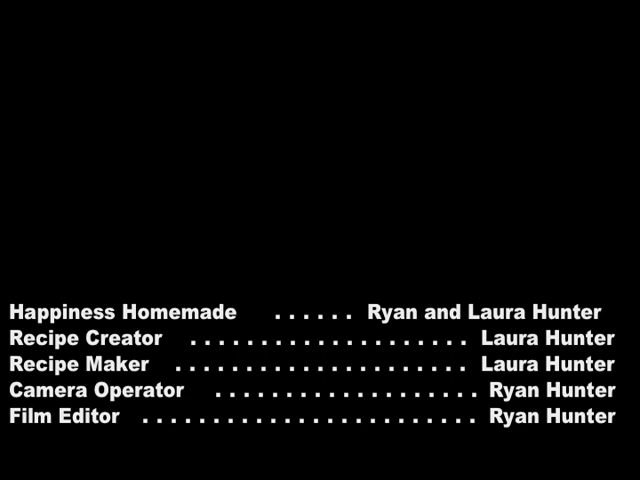 Happiness Homemade . . . . . . Ryan and Laura Hunter
Recipe Creator . . . . . . . . . . . . . . . . . . . . Laura Hunter
Recipe Maker . . . . . . . . . . . . . . . . . . . . . Laura Hunter
Camera Operator . . . . . . . . . . . . . . . . . . . Ryan Hunter
Film Editor . . . . . . . . . . . . . . . . . . . . . . . . Ryan Hunter